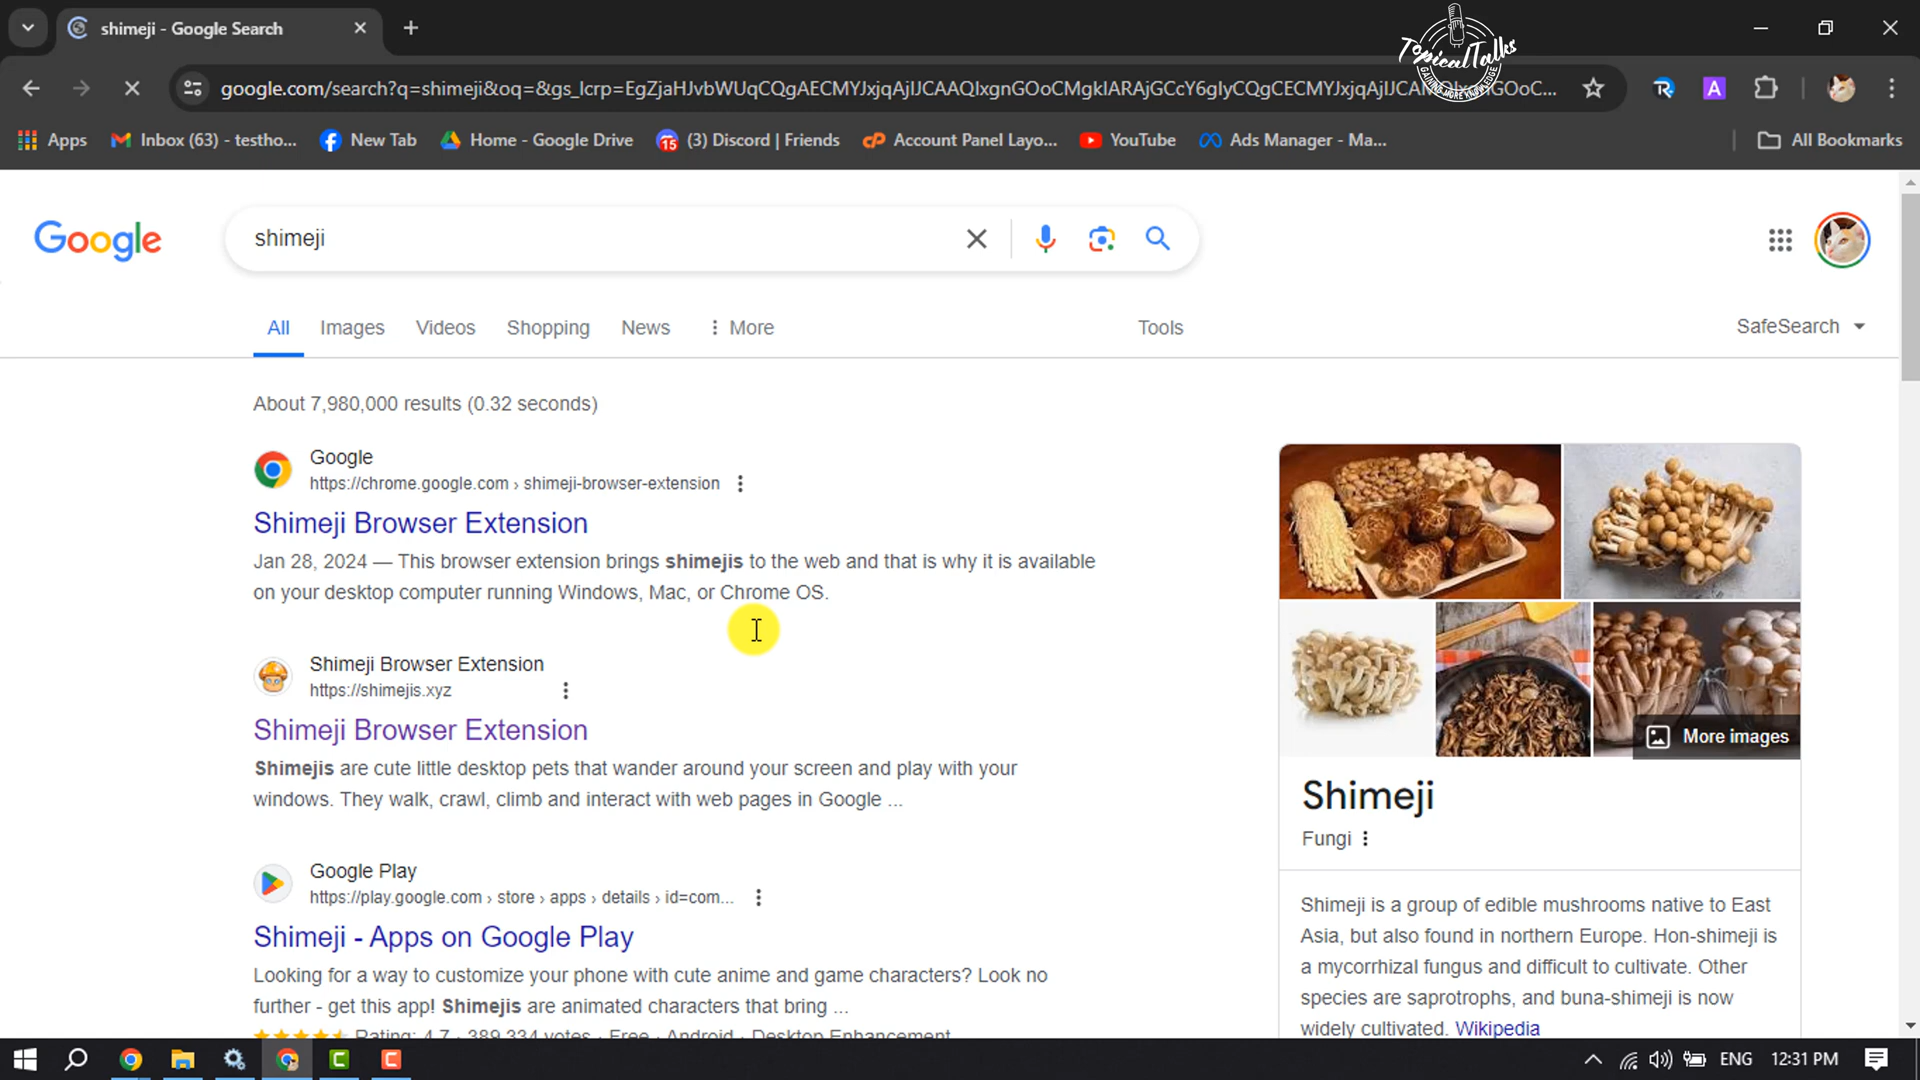 shimeji - Google Search
TopicalTalks
GAINING MORE KNOWLEDGE
google.com/search?q=shimeji&oq=&gs_lcrp=
Apps
Inbox (63) - testho...
New Tab
Home - Google Drive
15
(3) Discord | Friends
Account Panel Layo...
YouTube
Ads Manager - Ma...
All Bookmarks
Google
shimeji
All
Images
Videos
Shopping
News
More
Tools
SafeSearch
About 7,980,000 results (0.32 seconds)
Google
https://chrome.google.com › shimeji-browser-extension
Shimeji Browser Extension
Jan 28, 2024 — This browser extension brings shimejis to the web and that is why it is available
on your desktop computer running Windows, Mac, or Chrome OS.
Shimeji Browser Extension
https://shimejis.xyz
Shimeji Browser Extension
Shimejis are cute little desktop pets that wander around your screen and play with your
windows. They walk, crawl, climb and interact with web pages in Google ...
Google Play
https://play.google.com › store › apps › details › id=com...
Shimeji - Apps on Google Play
Looking for a way to customize your phone with cute anime and game characters? Look no
further - get this app! Shimejis are animated characters that bring ...
Rating: 4.7 · 389,334 votes · Free · Android · Desktop Enhancement
More images
Shimeji
Fungi
Shimeji is a group of edible mushrooms native to East
Asia, but also found in northern Europe. Hon-shimeji is
a mycorrhizal fungus and difficult to cultivate. Other
species are saprotrophs, and buna-shimeji is now
widely cultivated. Wikipedia
ENG
12:31 PM